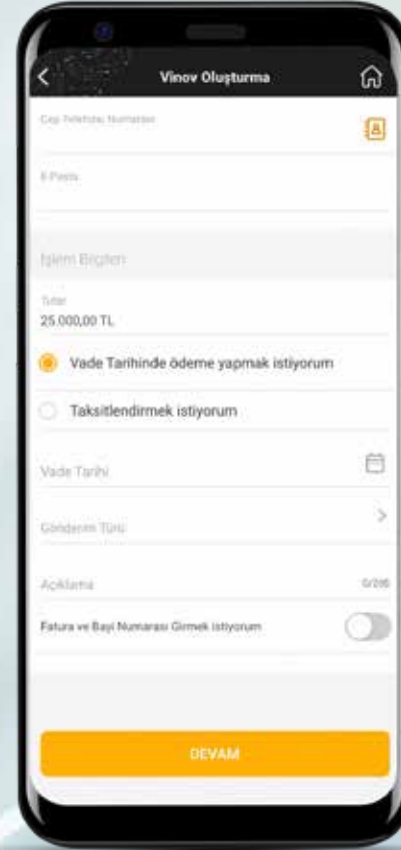 Vinov Oluşturma
Cep Telefonu Numarası
E-Posta
İşlem Bilgileri
Tutar
25.000,00 TL
Vade Tarihinde ödeme yapmak istiyorum
Taksitlendirmek istiyorum
Vade Tarihi
Gönderim Türü
Açıklama
0/200
Fatura ve Bayi Numarası Girmek istiyorum
DEVAM